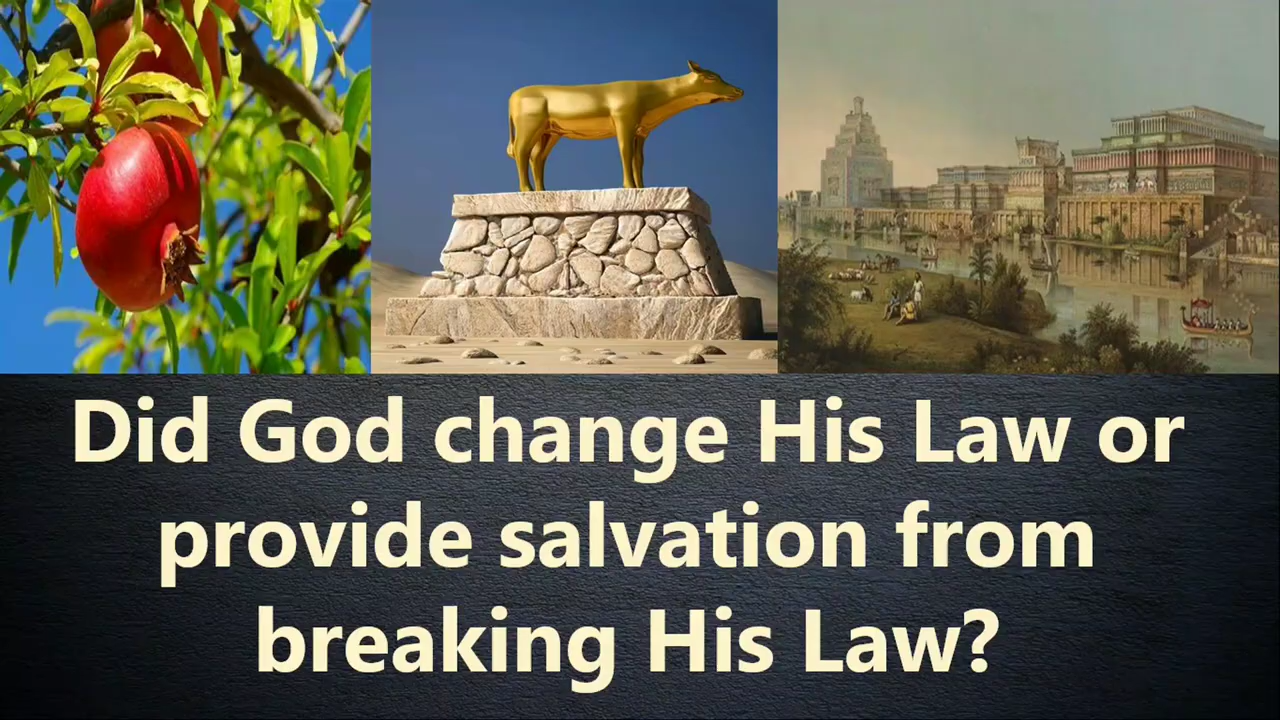 Did God change His Law or
provide salvation from
breaking His Law?